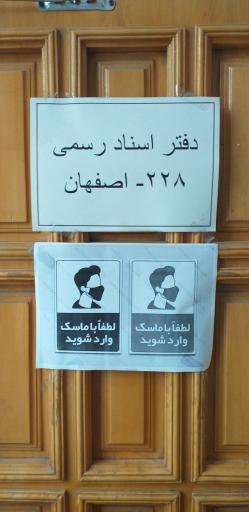 دفتر اسناد رسمی
۲۲۸- اصفهان
لطفاً با ماسک
وارد شوید
لطفاً با ماسک
وارد شوید